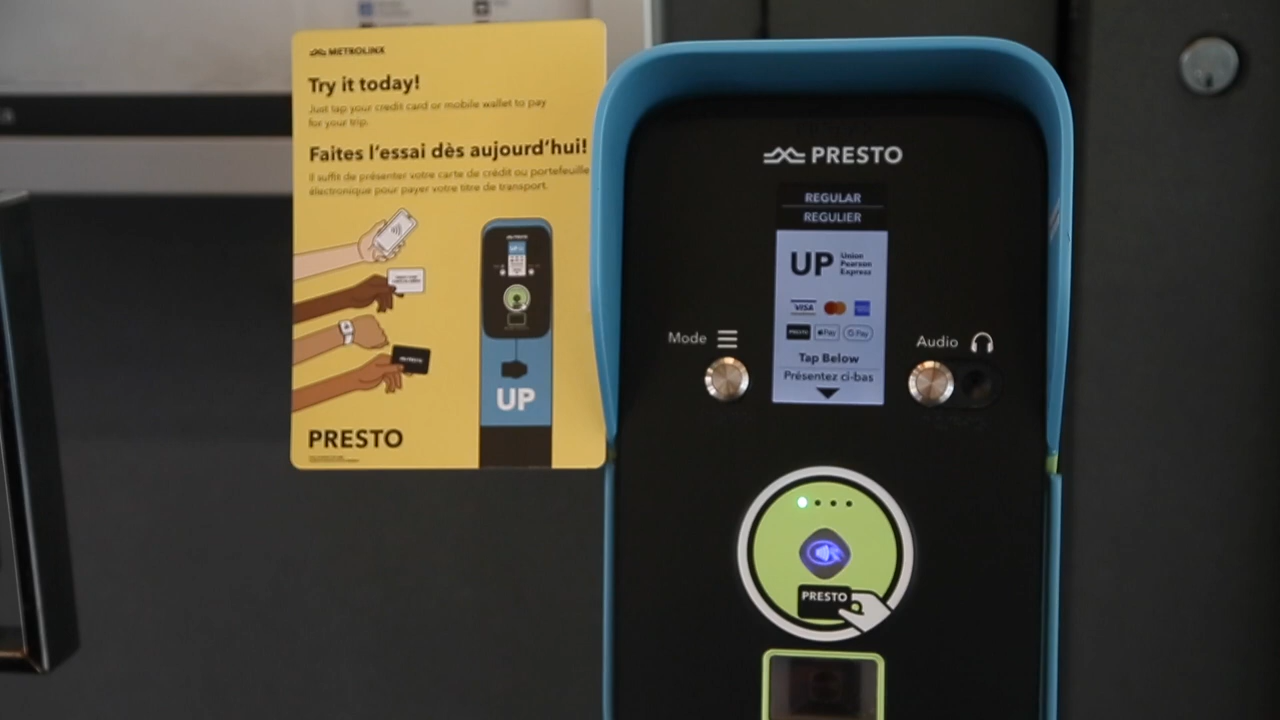 METROLINX
Try it today!
Just tap your credit card or mobile wallet to pay
for your trip.
Faites l'essai dès aujourd'hui!
Il suffit de présenter votre carte de crédit ou portefeuille
électronique pour payer votre titre de transport.
UP
PRESTO
PRESTO
REGULAR
REGULIER
UP Union
Pearson
Express
VISA
PRESTO Pay G Pay
Tap Below
Présentez ci-bas
Mode
Audio
PRESTO